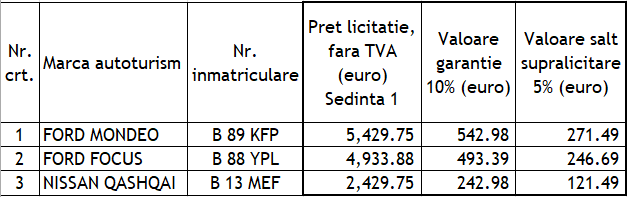 Nr. crt. Marca autoturism Nr. inmatriculare Pret licitatie, fara TVA (euro) Sedinta 1 Valoare garantie 10% (euro) Valoare salt supralicitare 5% (euro)
1 FORD MONDEO B 89 KFP 5,429.75 542.98 271.49
2 FORD FOCUS B 88 YPL 4,933.88 493.39 246.69
3 NISSAN QASHQAI B 13 MEF 2,429.75 242.98 121.49